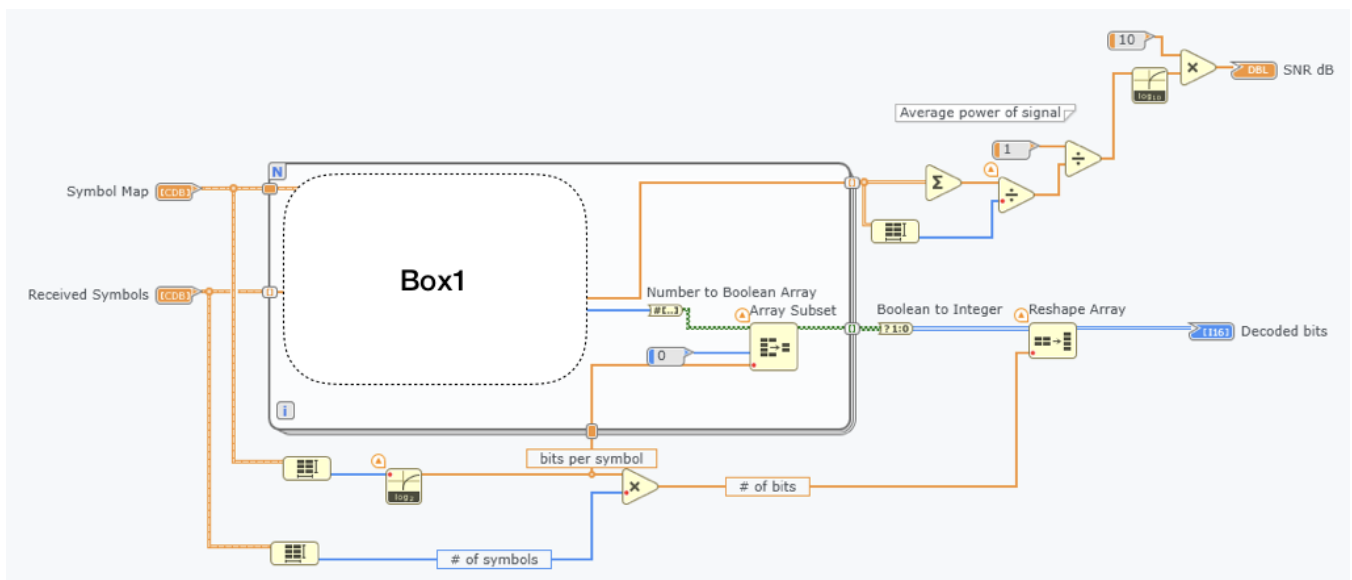 10
DBL
SNR dB
log10
Average power of signal
1
N
Symbol Map
[CDB]
Σ
Box1
Received Symbols
[CDB]
Number to Boolean Array
#[..]
Array Subset
Boolean to Integer
?1:0
Reshape Array
[I16]
Decoded bits
0
i
bits per symbol
log2
# of bits
# of symbols